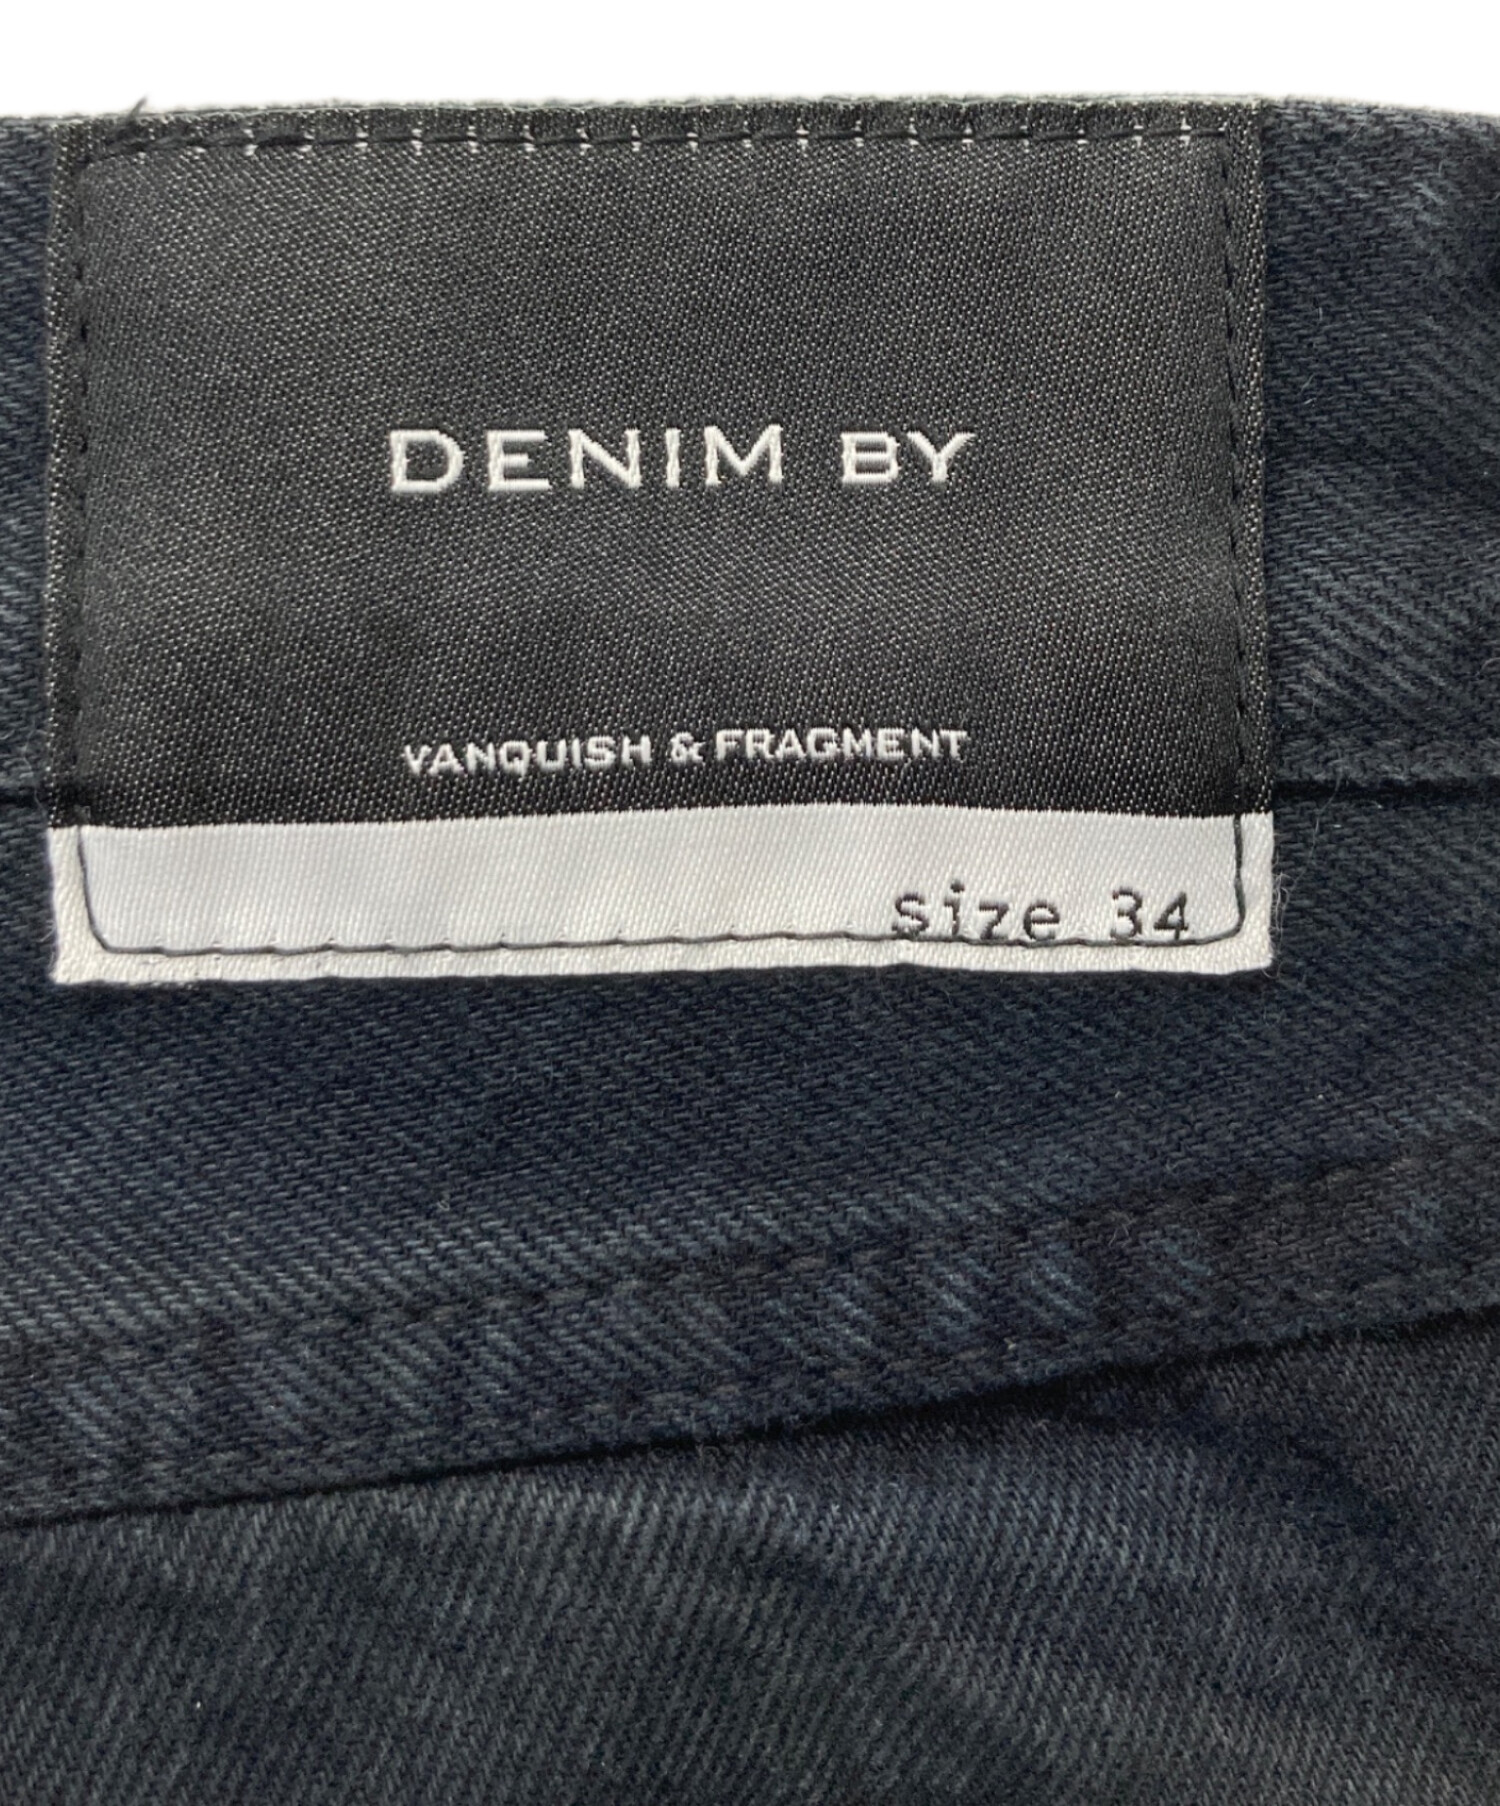 DENIM BY
VANQUISH & FRAGMENT
Size 34